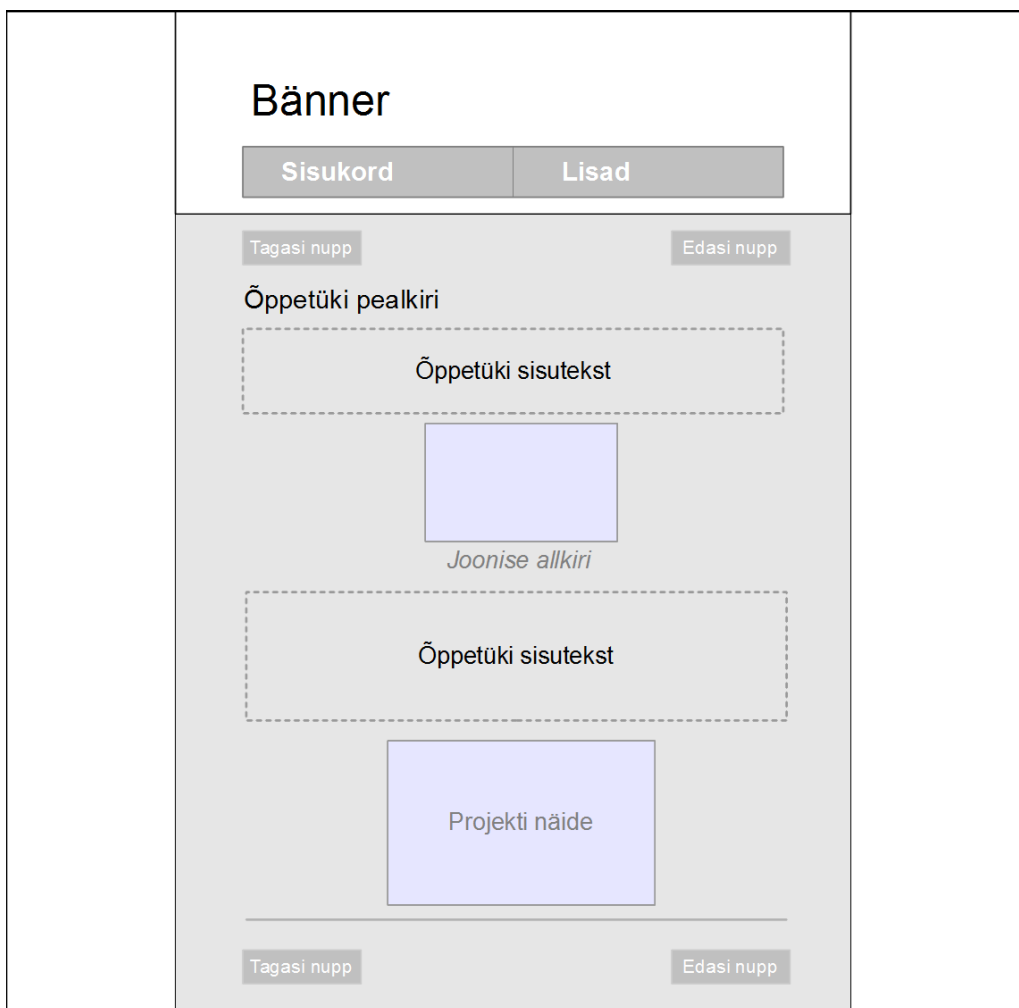 Bänner
Sisukord Lisad
Tagasi nupp Edasi nupp
Õppetüki pealkiri
Õppetüki sisutekst
Joonise allkiri
Õppetüki sisutekst
Projekti näide
Tagasi nupp Edasi nupp